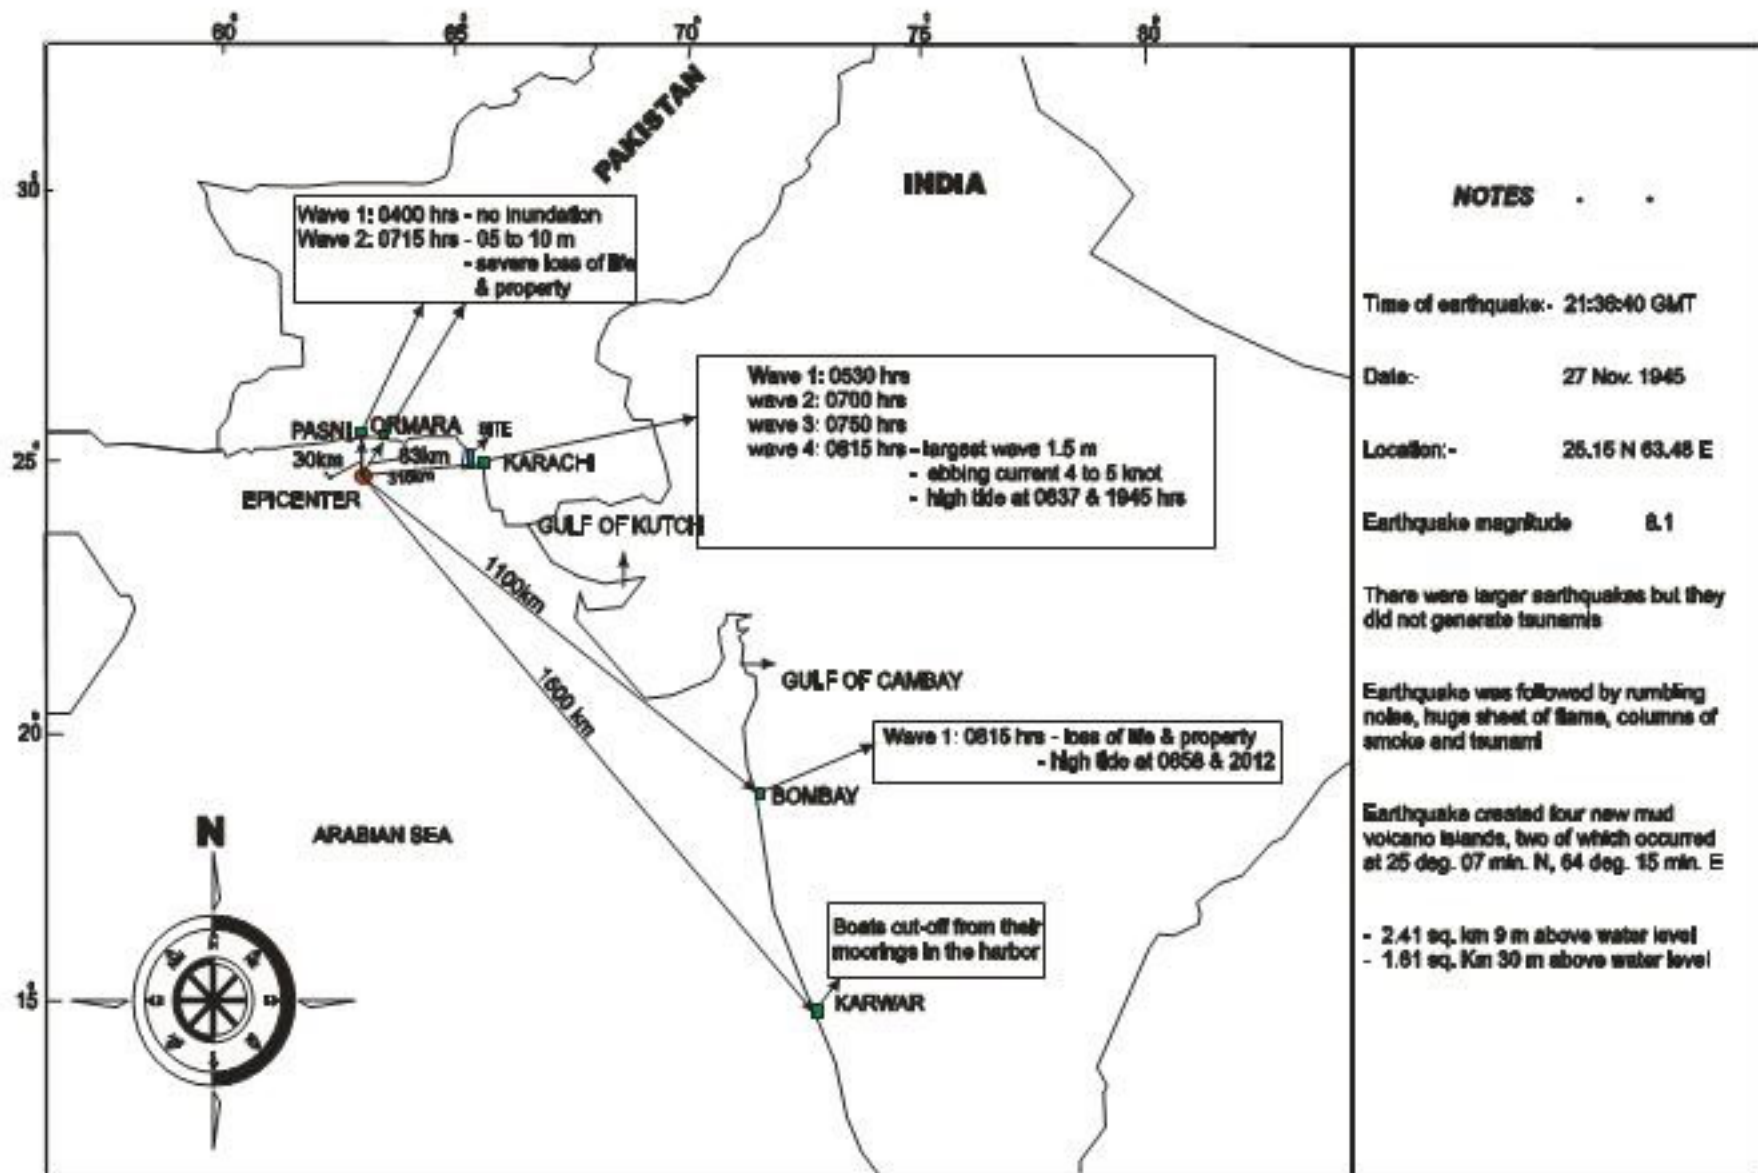 60° 65° 70° 75° 80°
PAKISTAN
INDIA
30°
Wave 1: 0400 hrs - no inundation
Wave 2: 0715 hrs - 05 to 10 m
- severe loss of life
& property
Wave 1: 0530 hrs
wave 2: 0700 hrs
wave 3: 0750 hrs
wave 4: 0815 hrs - largest wave 1.5 m
- ebbing current 4 to 5 knot
- high tide at 0837 & 1945 hrs
PASNI ORMARA SITE
25°
30km 83km
KARACHI
EPICENTER
GULF OF KUTCH
1100km
1500 km
GULF OF CAMBAY
20°
Wave 1: 0815 hrs - loss of life & property
- high tide at 0858 & 2012
BOMBAY
N
ARABIAN SEA
Boats cut-off from their
moorings in the harbor
15°
KARWAR
NOTES
Time of earthquake:- 21:36:40 GMT
Date:- 27 Nov. 1945
Location:- 25.15 N 63.48 E
Earthquake magnitude 8.1
There were larger earthquakes but they
did not generate tsunamis
Earthquake was followed by rumbling
noise, huge sheet of flame, columns of
smoke and tsunami
Earthquake created four new mud
volcano islands, two of which occurred
at 25 deg. 07 min. N, 64 deg. 15 min. E
- 2.41 sq. km 9 m above water level
- 1.61 sq. Km 30 m above water level